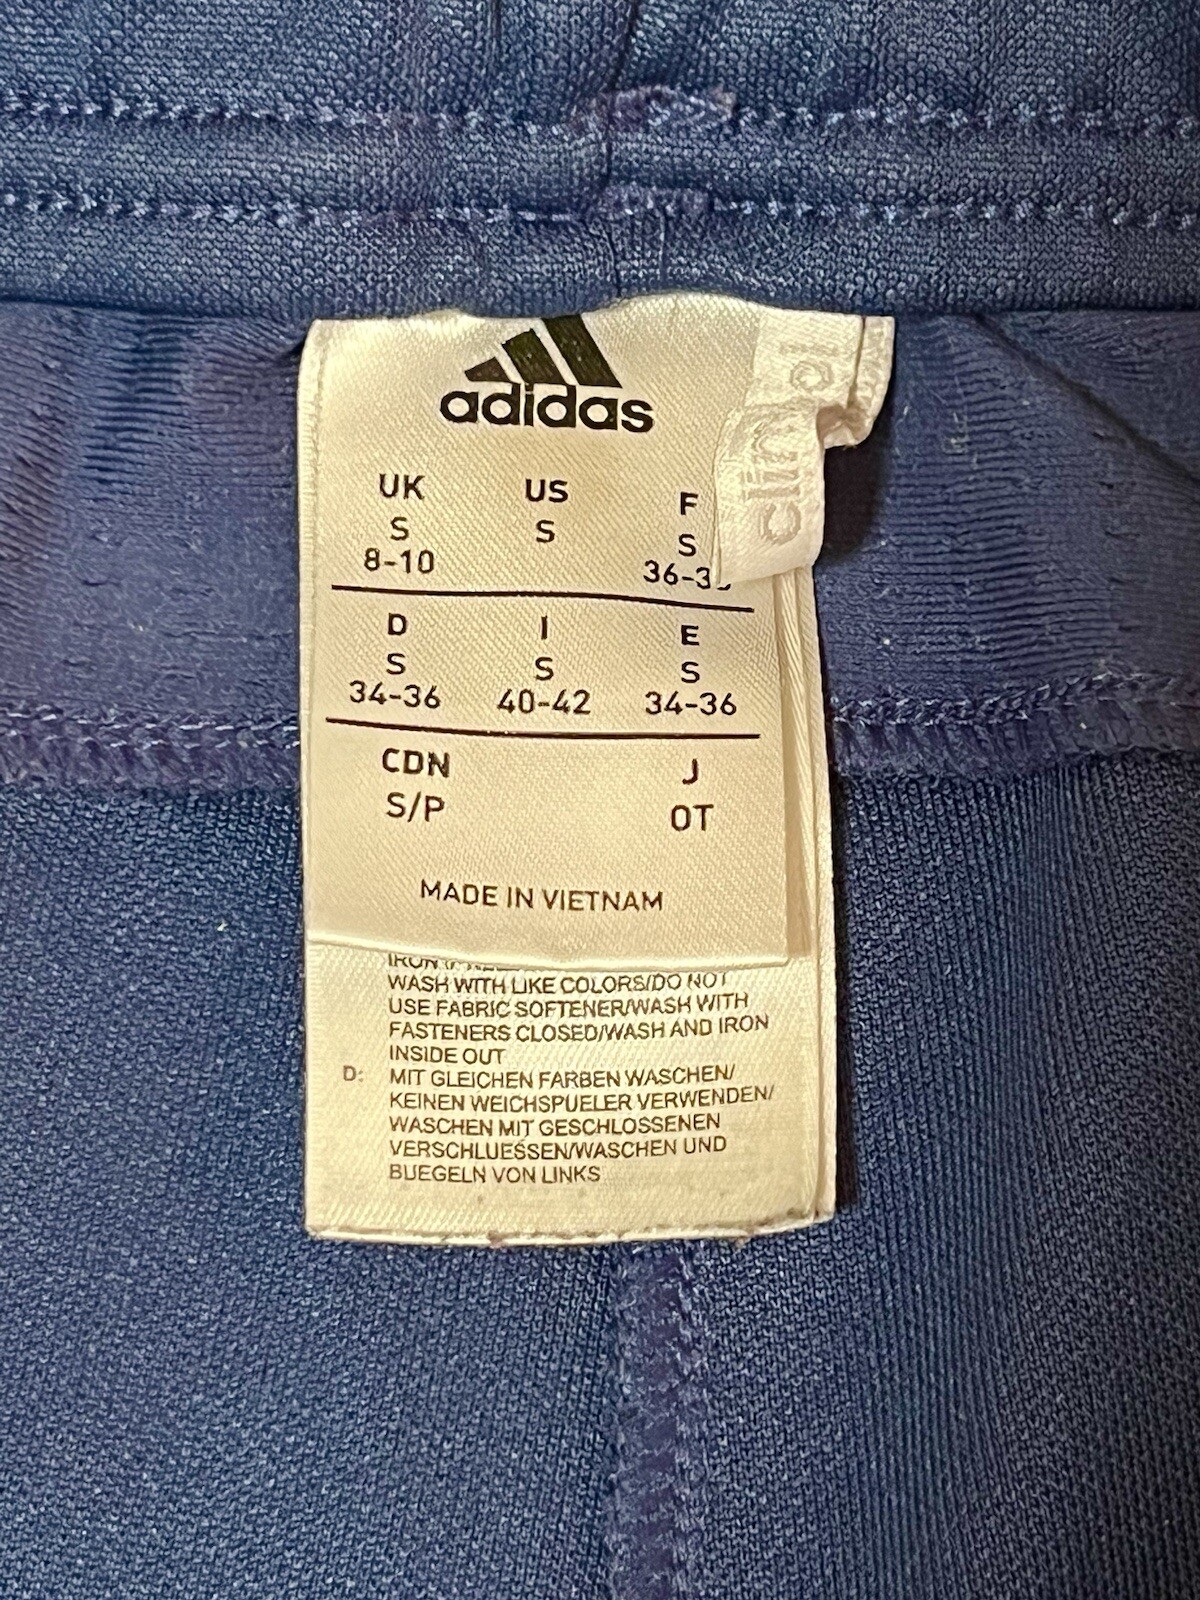 adidas
UK US F
S S S
8-10
D I E
S S S
34-36 40-42 34-36
CDN J
S/P OT
MADE IN VIETNAM
WASH WITH LIKE COLORS/DO NOT
USE FABRIC SOFTENER/WASH WITH
FASTENERS CLOSED/WASH AND IRON
INSIDE OUT
D: MIT GLEICHEN FARBEN WASCHEN/
KEINEN WEICHSPUELER VERWENDEN/
WASCHEN MIT GESCHLOSSENEN
VERSCHLUESSEN/WASCHEN UND
BUEGELN VON LINKS